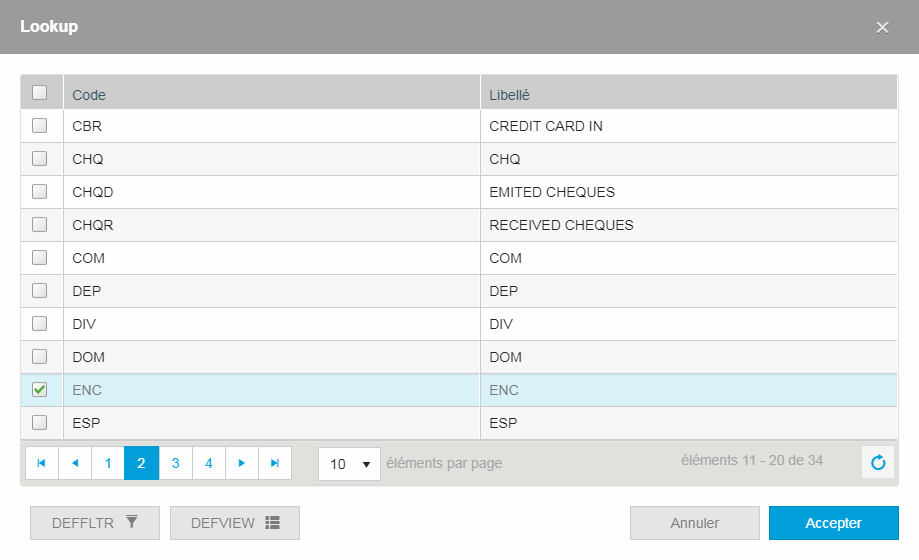 Lookup
Code Libellé
CBR CREDIT CARD IN
CHQ CHQ
CHQD EMITED CHEQUES
CHQR RECEIVED CHEQUES
COM COM
DEP DEP
DIV DIV
DOM DOM
ENC ENC
ESP ESP
1 2 3 4 10 éléments par page éléments 11 - 20 de 34
DEFFLTR DEFVIEW Annuler Accepter